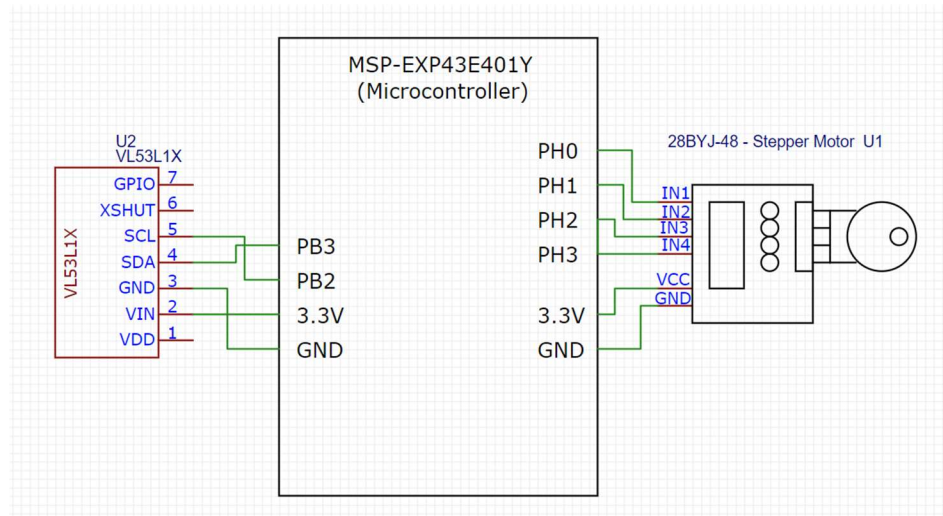 MSP-EXP43E401Y
(Microcontroller)
U2
VL53L1X
VL53L1X
GPIO 7
XSHUT 6
SCL 5
SDA 4
GND 3
VIN 2
VDD 1
PB3
PB2
3.3V
GND
PH0
PH1
PH2
PH3
3.3V
GND
28BYJ-48 - Stepper Motor U1
IN1
IN2
IN3
IN4
VCC
GND